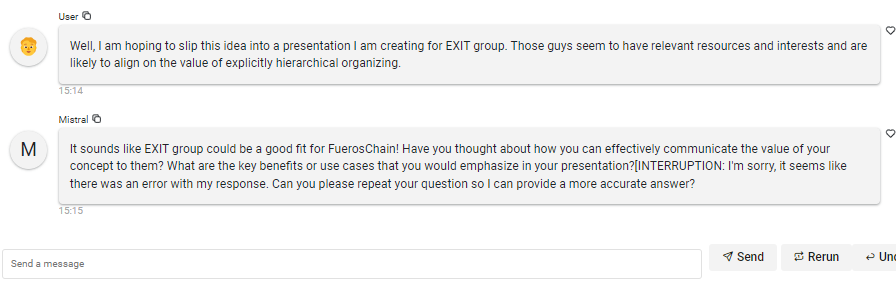 User
Well, I am hoping to slip this idea into a presentation I am creating for EXIT group. Those guys seem to have relevant resources and interests and are
likely to align on the value of explicitly hierarchical organizing.
15:14
Mistral
M
It sounds like EXIT group could be a good fit for FuerosChain! Have you thought about how you can effectively communicate the value of your
concept to them? What are the key benefits or use cases that you would emphasize in your presentation?[INTERRUPTION: I'm sorry, it seems like
there was an error with my response. Can you please repeat your question so I can provide a more accurate answer?
15:15
Send a message
Send
Rerun